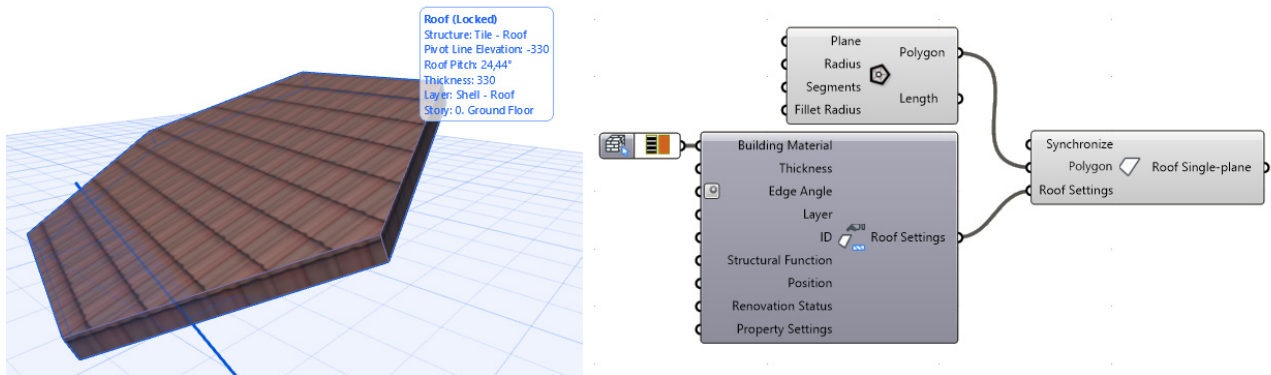 Roof (Locked)
Structure: Tile - Roof
Pivot Line Elevation: -330
Roof Pitch: 24,44°
Thickness: 330
Layer: Shell - Roof
Story: 0. Ground Floor
Plane
Radius
Segments
Fillet Radius
Polygon
Length
Building Material
Thickness
Edge Angle
Layer
ID
Structural Function
Position
Renovation Status
Property Settings
Roof Settings
Synchronize
Polygon
Roof Settings
Roof Single-plane